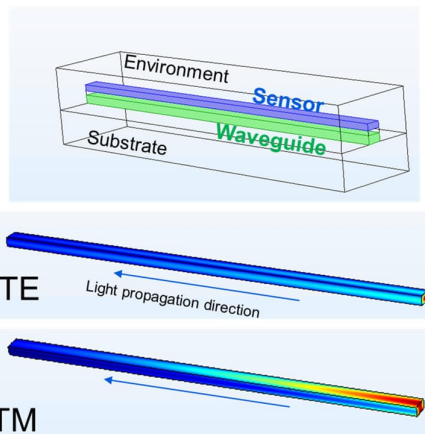 Environment
Sensor
Waveguide
Substrate
TE
Light propagation direction
TM